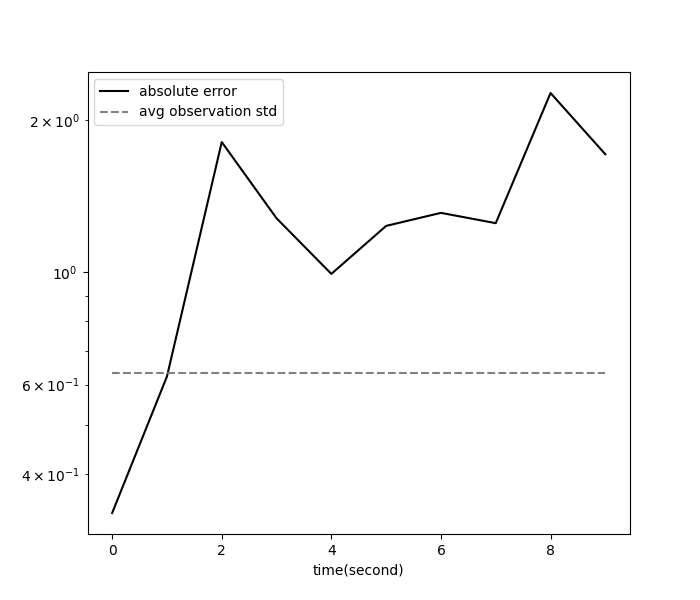 absolute error
avg observation std
2 × 10⁰
10⁰
6 × 10⁻¹
4 × 10⁻¹
0 2 4 6 8
time(second)